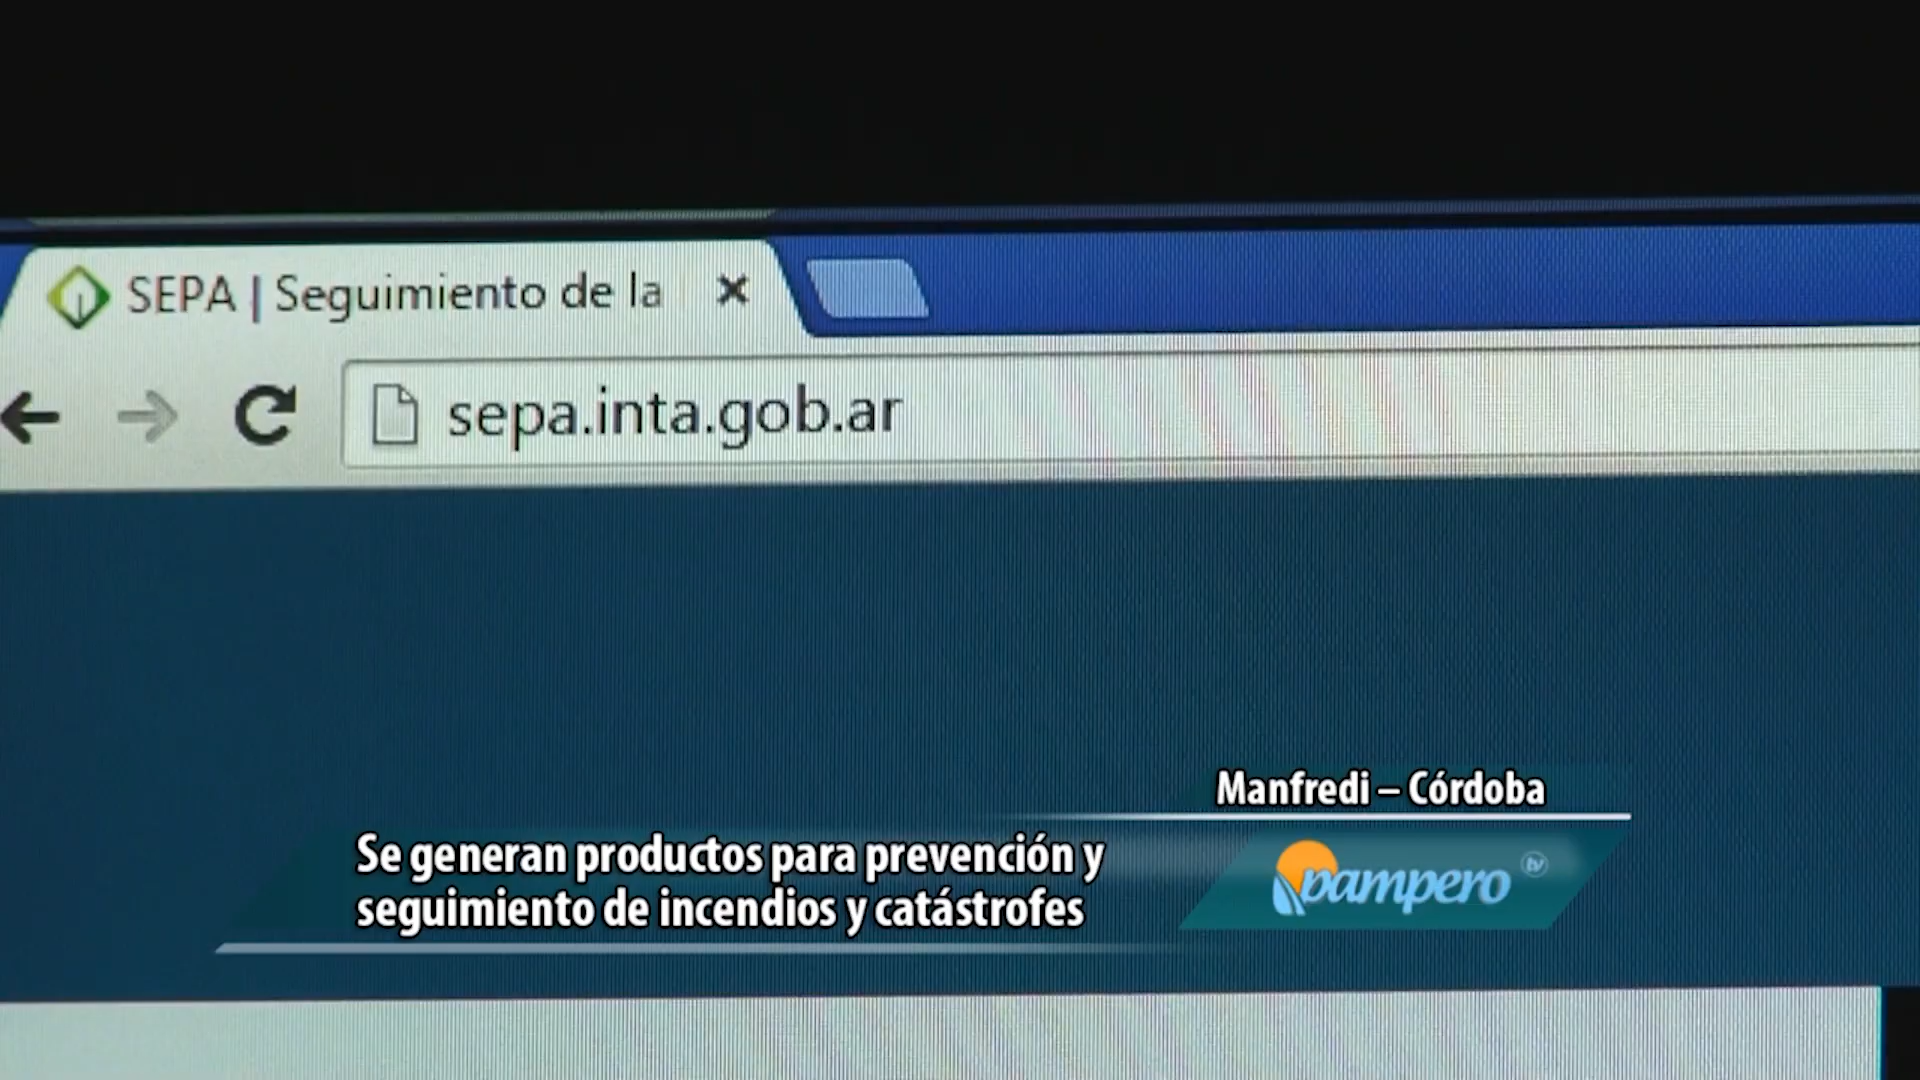 SEPA | Seguimiento de la
sepa.inta.gob.ar
Manfredi – Córdoba
Se generan productos para prevención y
seguimiento de incendios y catástrofes
pampero tv